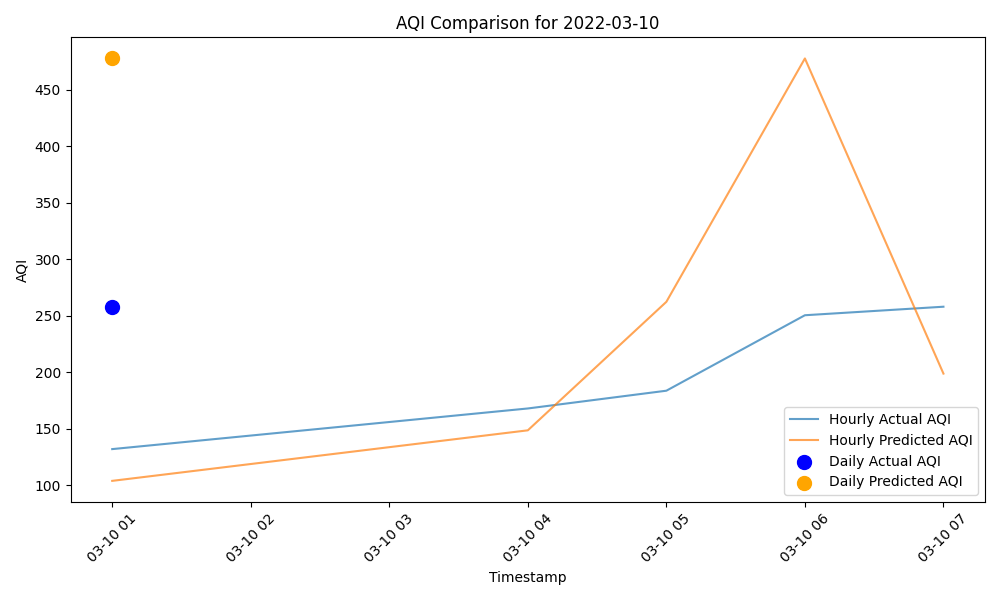 AQI Comparison for 2022-03-10
AQI
450
400
350
300
250
200
150
100
03-10 01
03-10 02
03-10 03
03-10 04
03-10 05
03-10 06
03-10 07
Timestamp
Hourly Actual AQI
Hourly Predicted AQI
Daily Actual AQI
Daily Predicted AQI